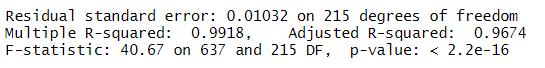 Residual standard error: 0.01032 on 215 degrees of freedom
Multiple R-squared:  0.9918,    Adjusted R-squared:  0.9674
F-statistic: 40.67 on 637 and 215 DF,  p-value: < 2.2e-16